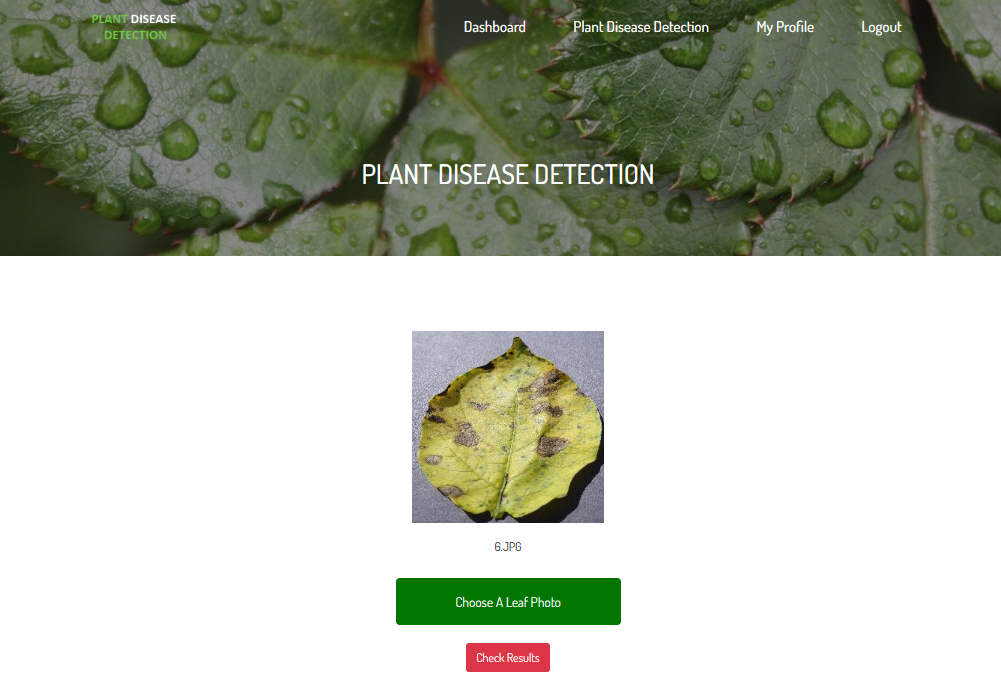 PLANT DISEASE
DETECTION
Dashboard
Plant Disease Detection
My Profile
Logout
PLANT DISEASE DETECTION
6.JPG
Choose A Leaf Photo
Check Results